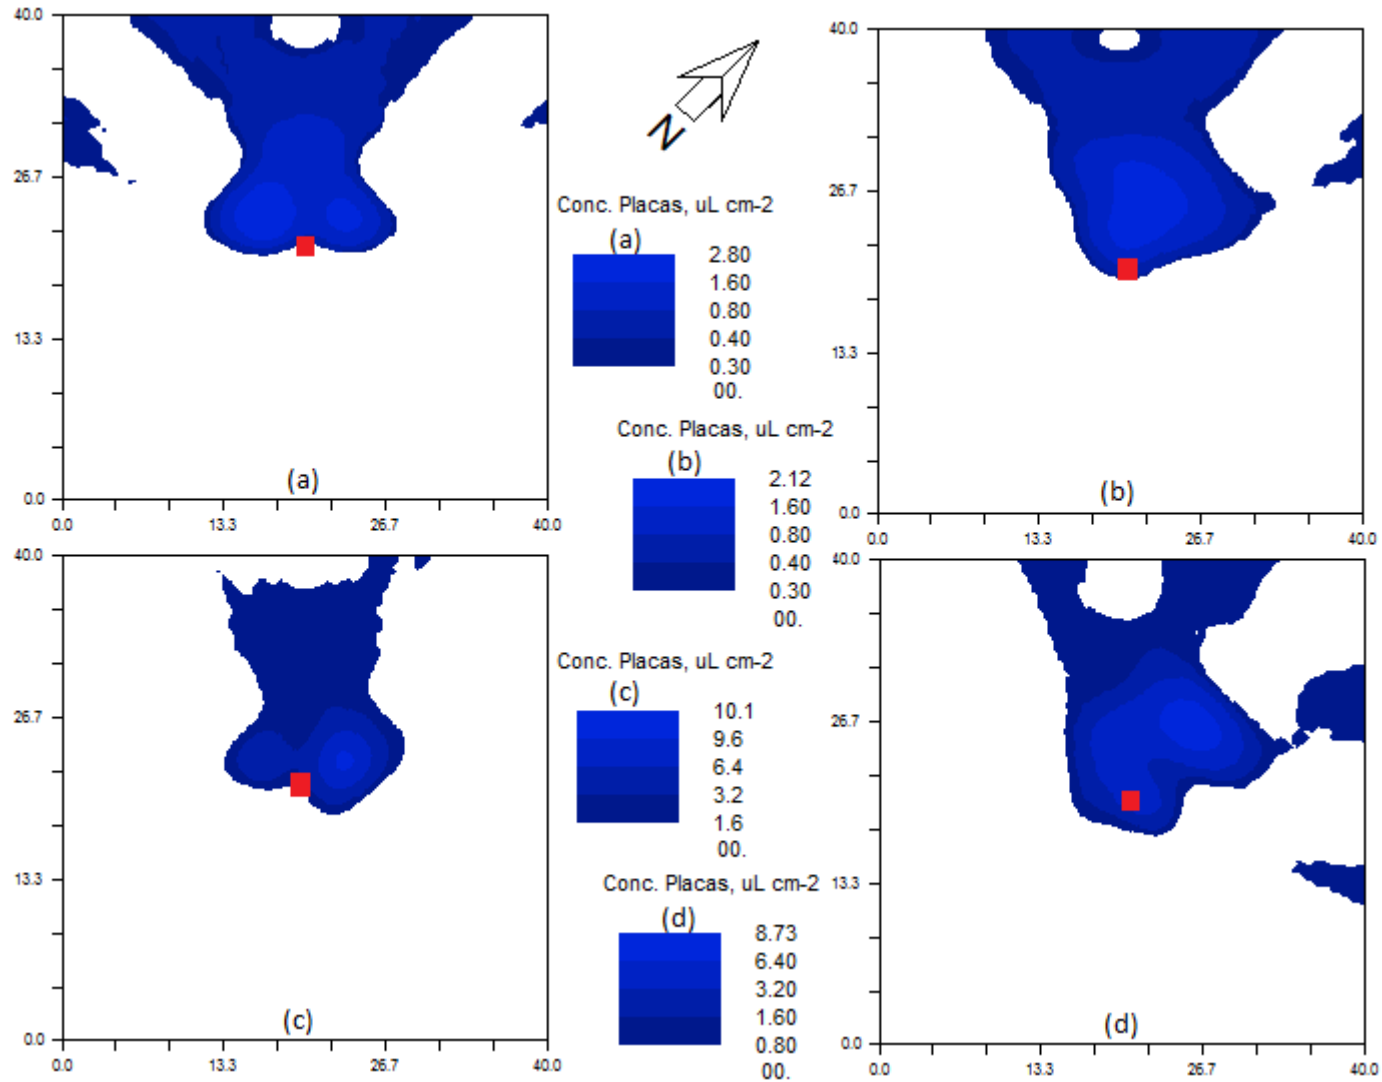 40.0
26.7
13.3
0.0
0.0 13.3 26.7 40.0
(a)
N
Conc. Placas, uL cm-2
(a)
2.80
1.60
0.80
0.40
0.30
00.
40.0
26.7
13.3
0.0
0.0 13.3 26.7 40.0
(b)
Conc. Placas, uL cm-2
(b)
2.12
1.60
0.80
0.40
0.30
00.
40.0
26.7
13.3
0.0
0.0 13.3 26.7 40.0
(c)
Conc. Placas, uL cm-2
(c)
10.1
9.6
6.4
3.2
1.6
00.
Conc. Placas, uL cm-2
(d)
8.73
6.40
3.20
1.60
0.80
00.
40.0
26.7
13.3
0.0
0.0 13.3 26.7 40.0
(d)